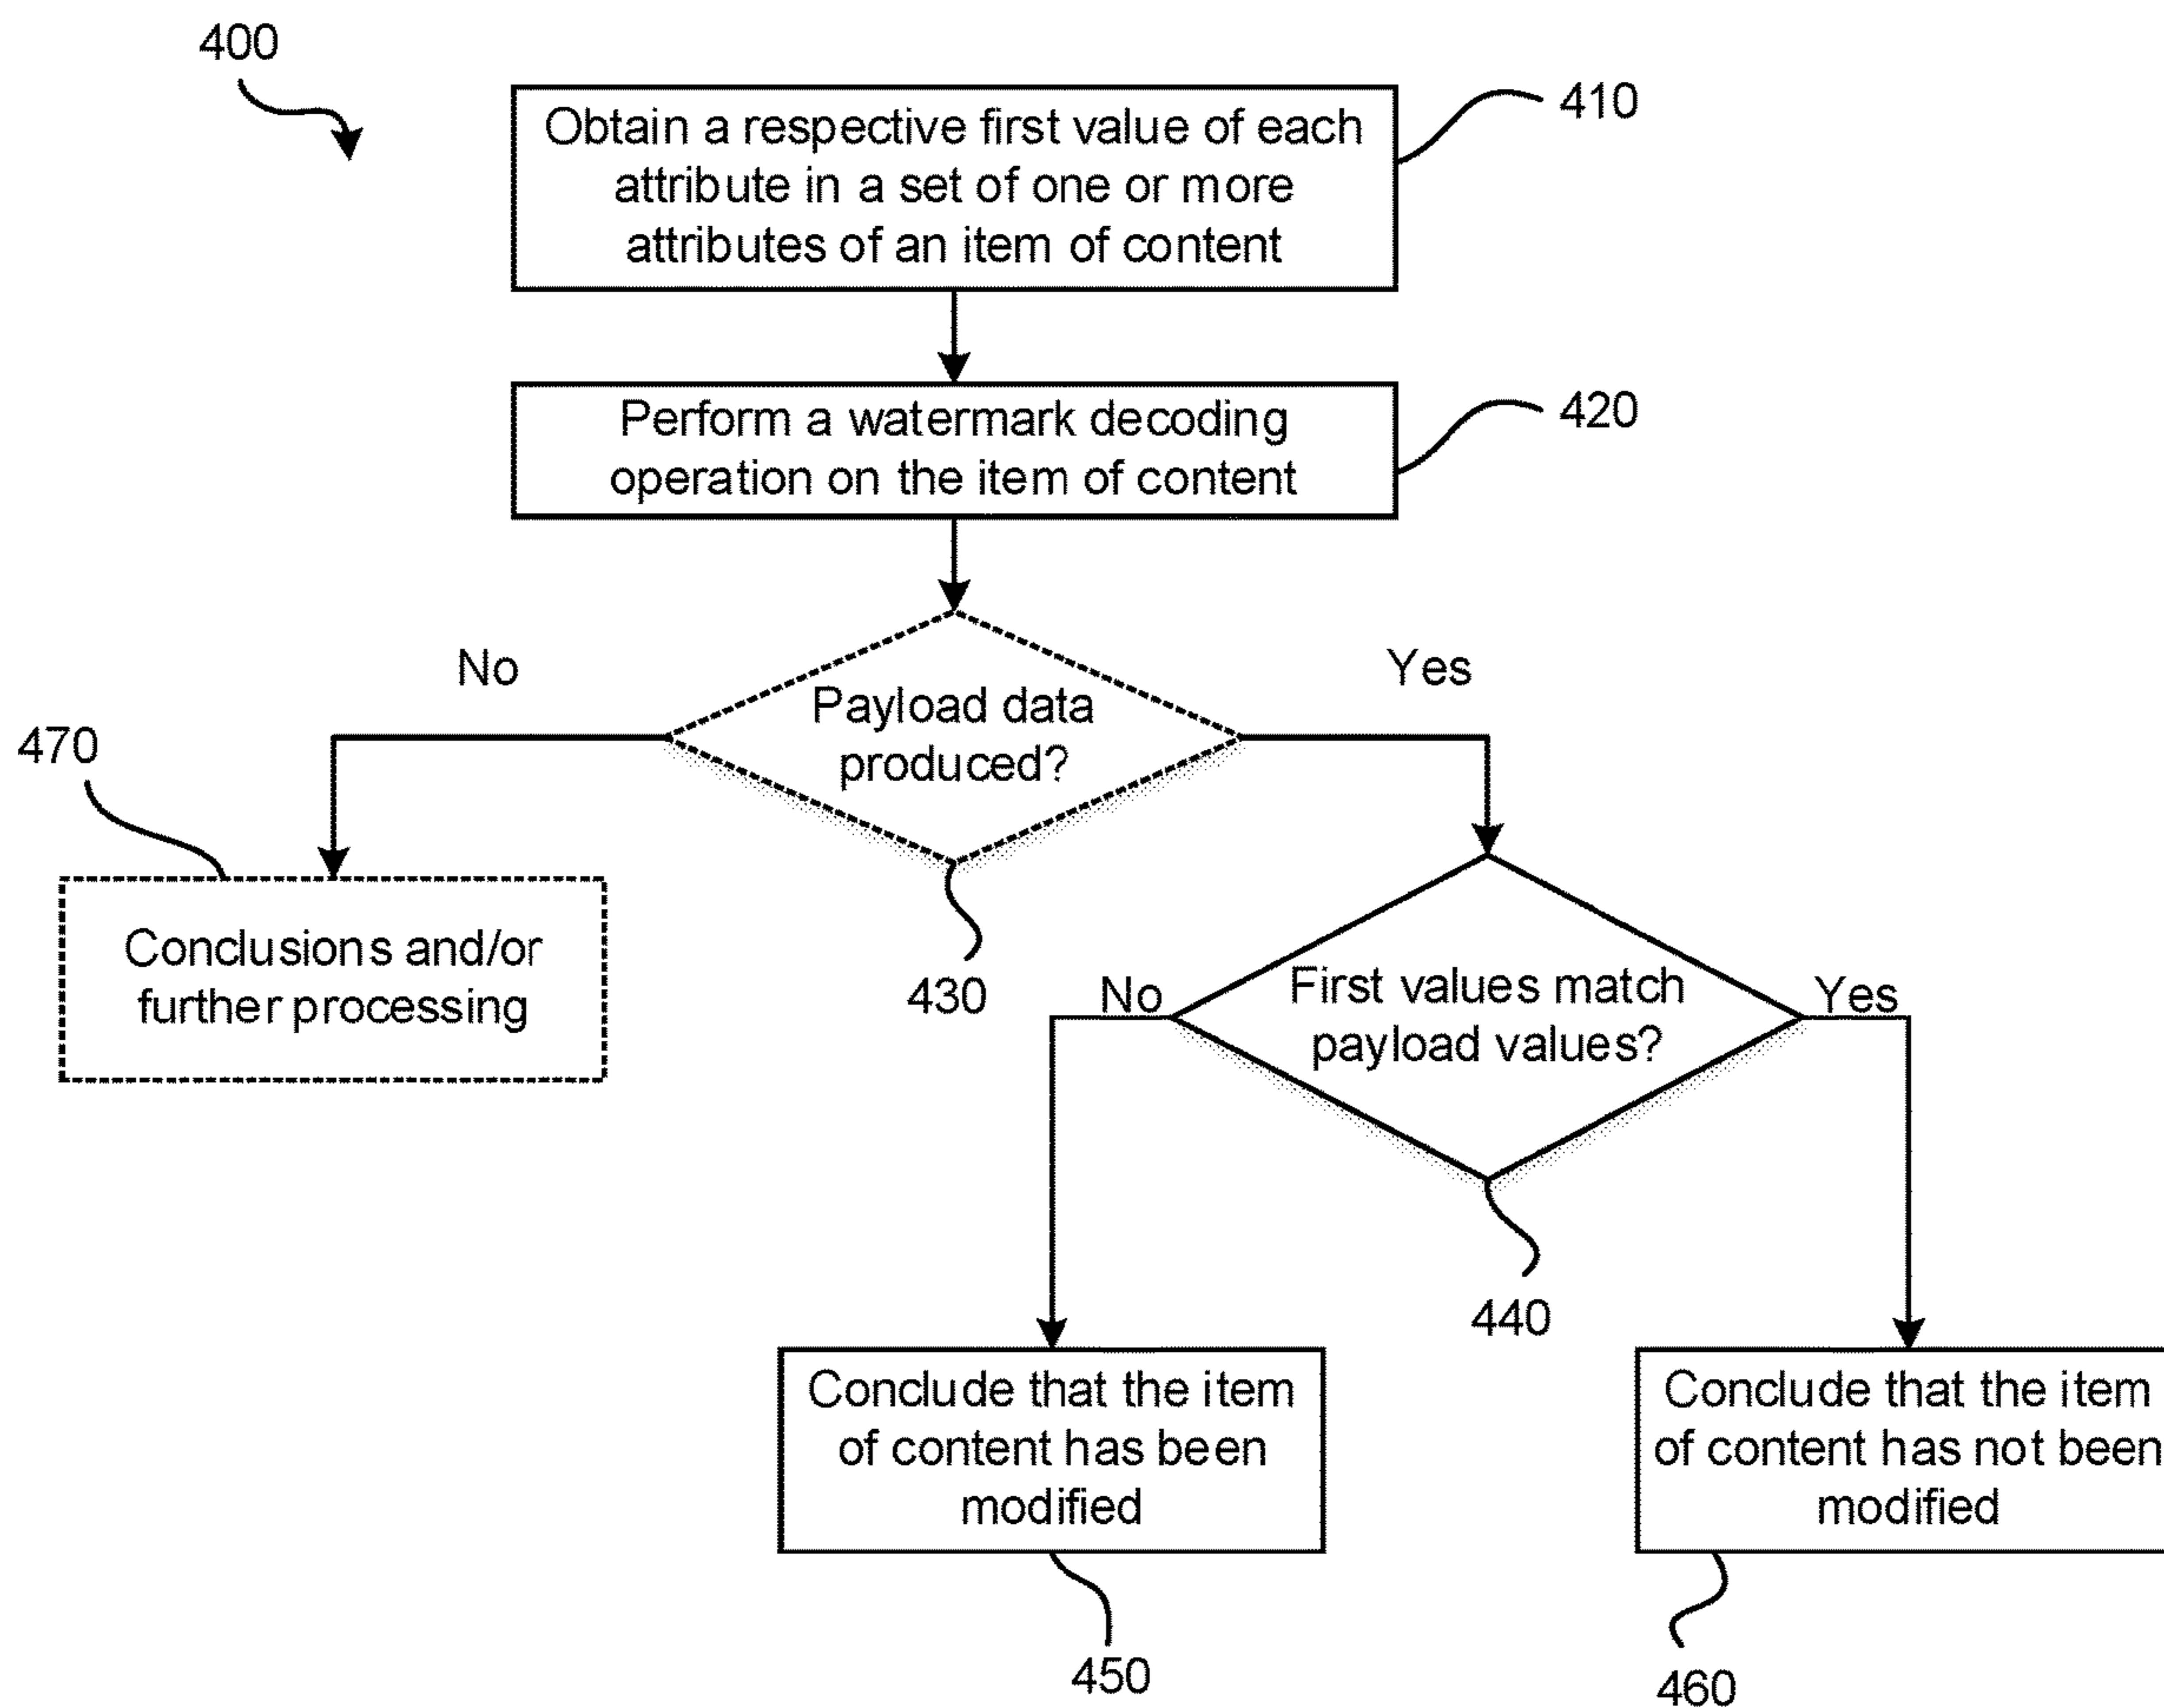 400
Obtain a respective first value of each
attribute in a set of one or more
attributes of an item of content
410
Perform a watermark decoding
operation on the item of content
420
No
Yes
Payload data
produced?
430
470
Conclusions and/or
further processing
No
Yes
First values match
payload values?
440
Conclude that the item
of content has been
modified
450
Conclude that the item
of content has not been
modified
460